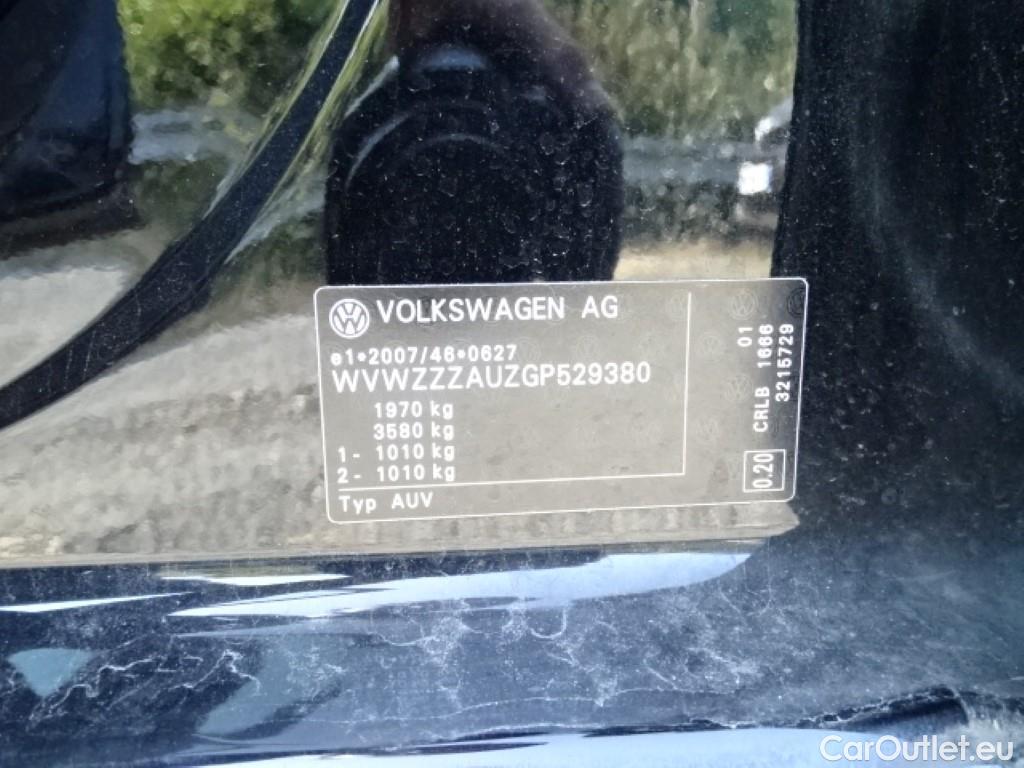 VOLKSWAGEN AG
e1*2007/46*0627
WVWZZZAUZGP529380
1970 kg
3580 kg
1- 1010 kg
2- 1010 kg
Typ AUV
01
CRLB 1666
3215729
0.20
CarOutlet.eu